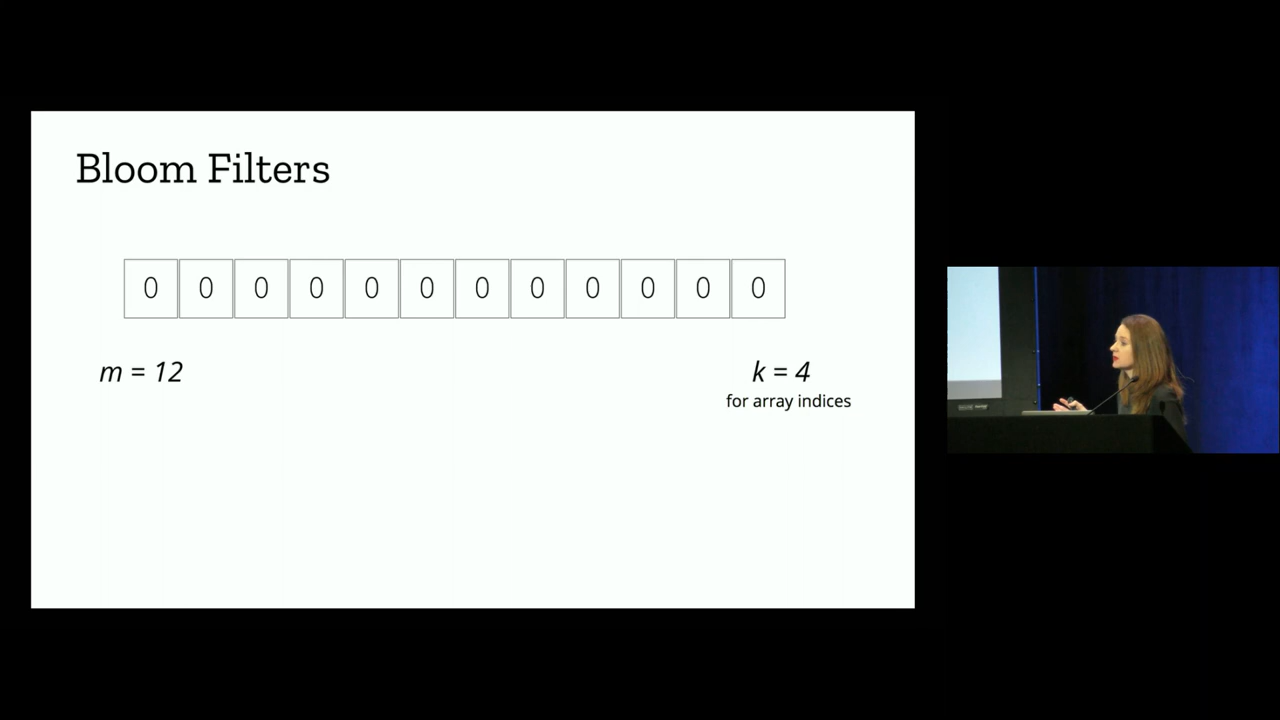 Bloom Filters
0 0 0 0 0 0 0 0 0 0 0 0
m = 12
k = 4
for array indices